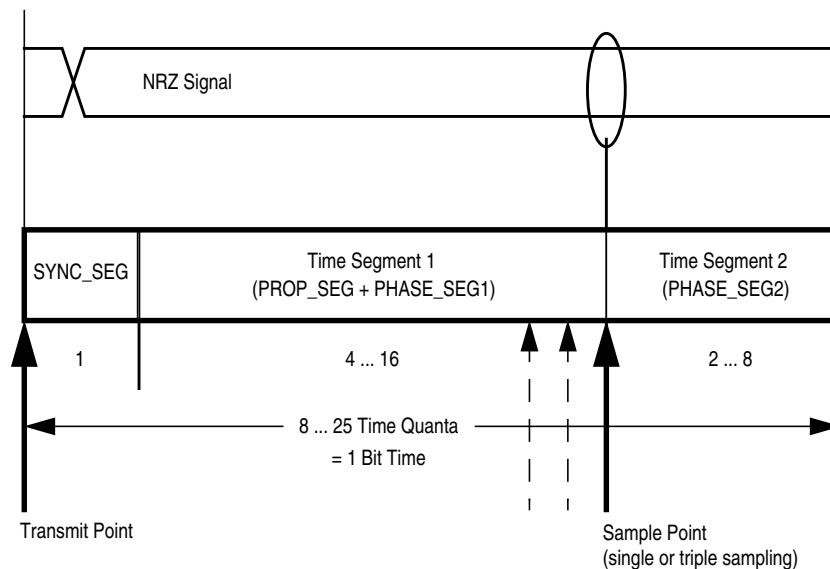 NRZ Signal
SYNC_SEG
Time Segment 1
(PROP_SEG + PHASE_SEG1)
Time Segment 2
(PHASE_SEG2)
1
4 ... 16
2 ... 8
8 ... 25 Time Quanta
= 1 Bit Time
Transmit Point
Sample Point
(single or triple sampling)